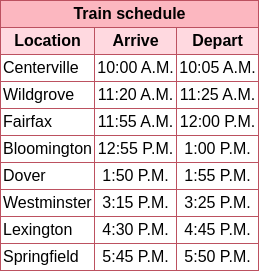 Train schedule
Location Arrive Depart
Centerville 10:00 A.M. 10:05 A.M.
Wildgrove 11:20 A.M. 11:25 A.M.
Fairfax 11:55 A.M. 12:00 P.M.
Bloomington 12:55 P.M. 1:00 P.M.
Dover 1:50 P.M. 1:55 P.M.
Westminster 3:15 P.M. 3:25 P.M.
Lexington 4:30 P.M. 4:45 P.M.
Springfield 5:45 P.M. 5:50 P.M.